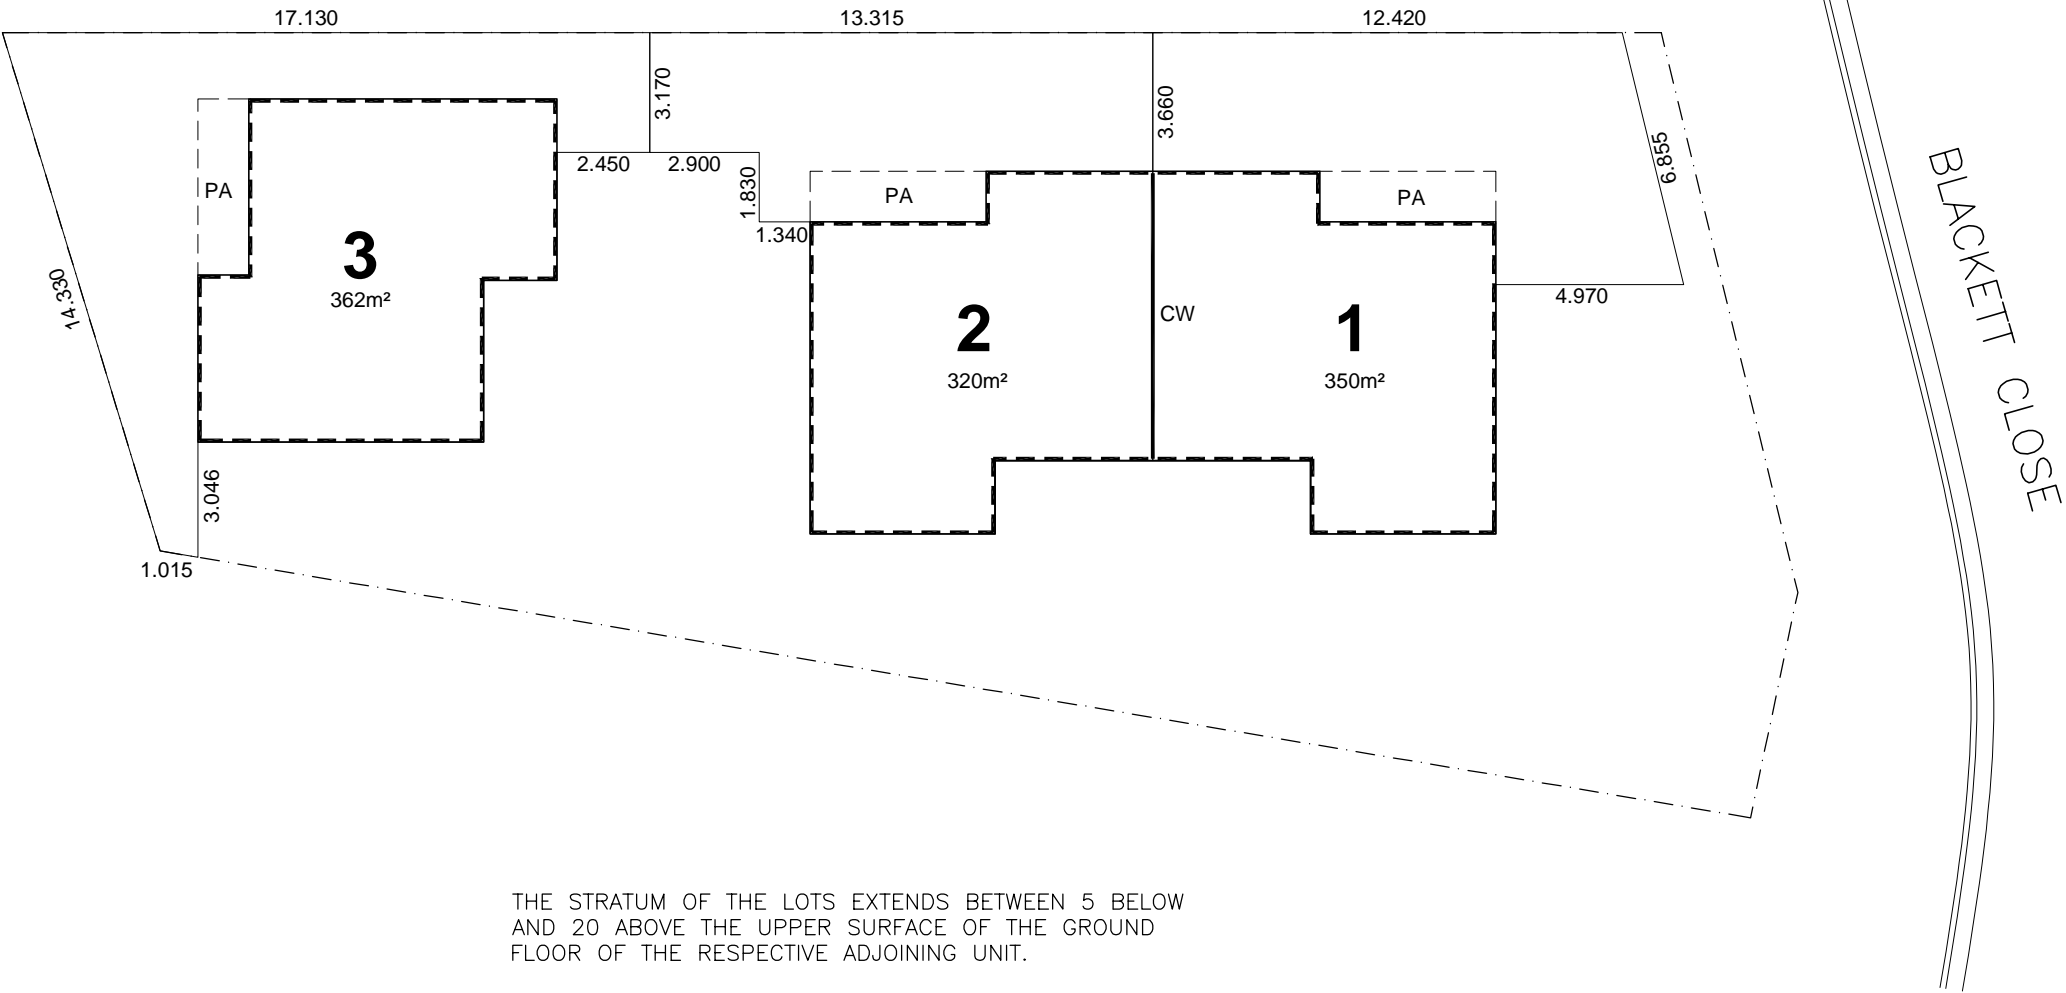 17.130
13.315
12.420
3.170
3.660
6.855
2.450
2.900
1.830
1.340
PA
PA
PA
BLACKETT CLOSE
3
362m²
14.330
4.970
2
320m²
CW
1
350m²
3.046
1.015
THE STRATUM OF THE LOTS EXTENDS BETWEEN 5 BELOW
AND 20 ABOVE THE UPPER SURFACE OF THE GROUND
FLOOR OF THE RESPECTIVE ADJOINING UNIT.